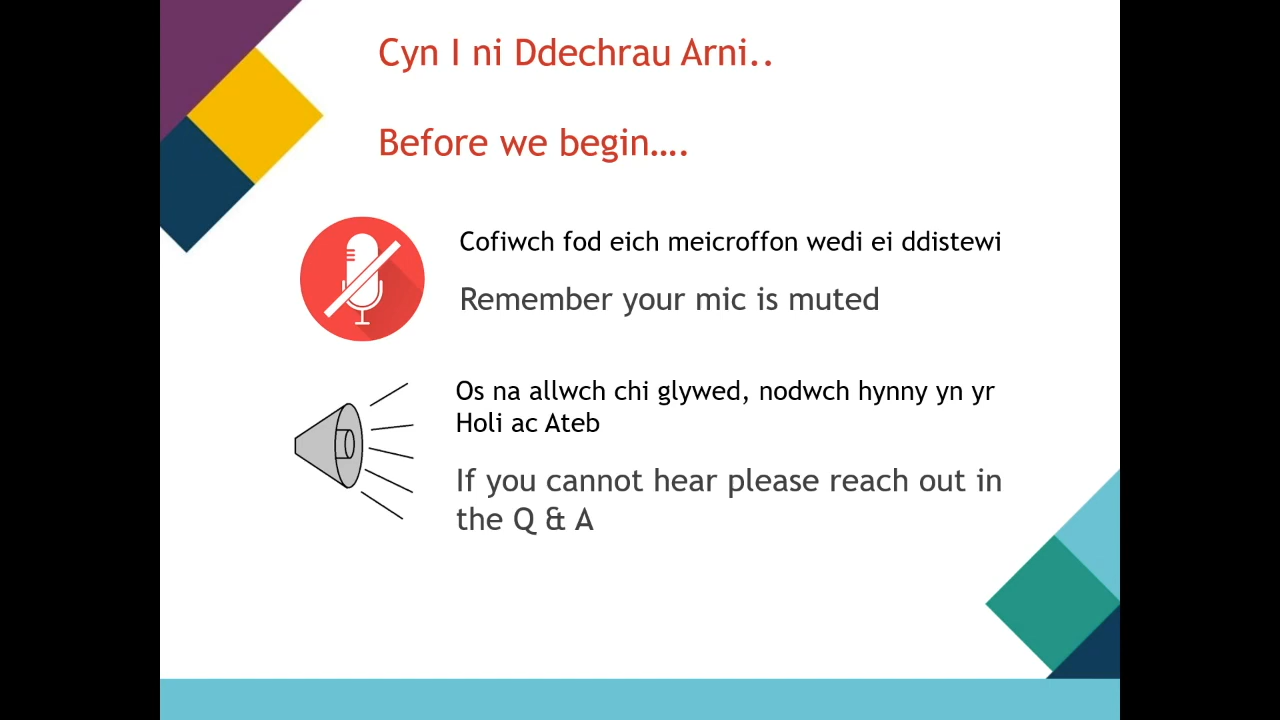 Cyn I ni Ddechrau Arni..
Before we begin....
Cofiwch fod eich meicroffon wedi ei ddistewi
Remember your mic is muted
Os na allwch chi glywed, nodwch hynny yn yr
Holi ac Ateb
If you cannot hear please reach out in
the Q & A